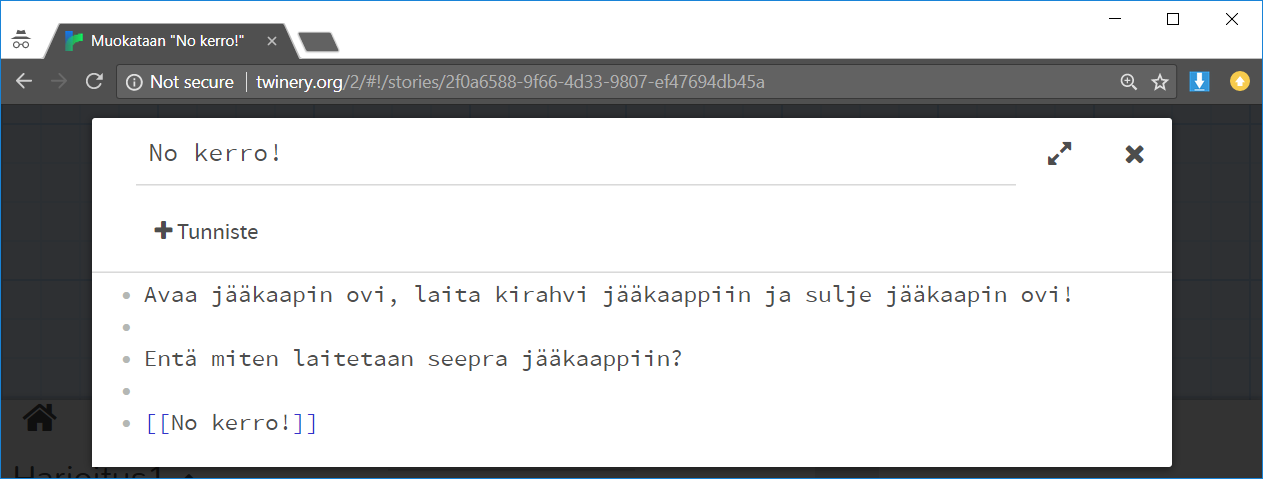 Muokataan "No kerro!"
Not secure | twinery.org/2/#!/stories/2f0a6588-9f66-4d33-9807-ef47694db45a
No kerro!
Tunniste
Avaa jääkaapin ovi, laita kirahvi jääkaappiin ja sulje jääkaapin ovi!
Entä miten laitetaan seepra jääkaappiin?
[[No kerro!]]
Harjoitus1